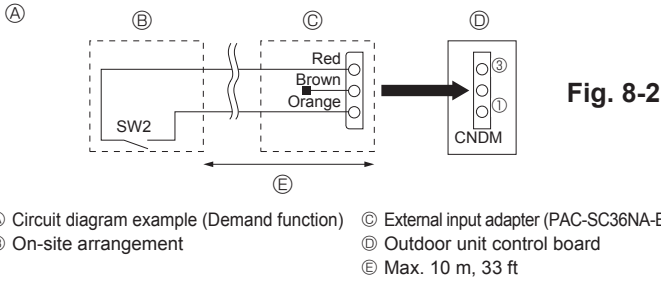 Ⓐ
Ⓑ Ⓒ Ⓓ
Red
Brown
Orange
SW2
③
①
CNDM
Fig. 8-2
Ⓔ
Circuit diagram example (Demand function) Ⓒ External input adapter (PAC-SC36NA-E
On-site arrangement Ⓓ Outdoor unit control board
Ⓔ Max. 10 m, 33 ft